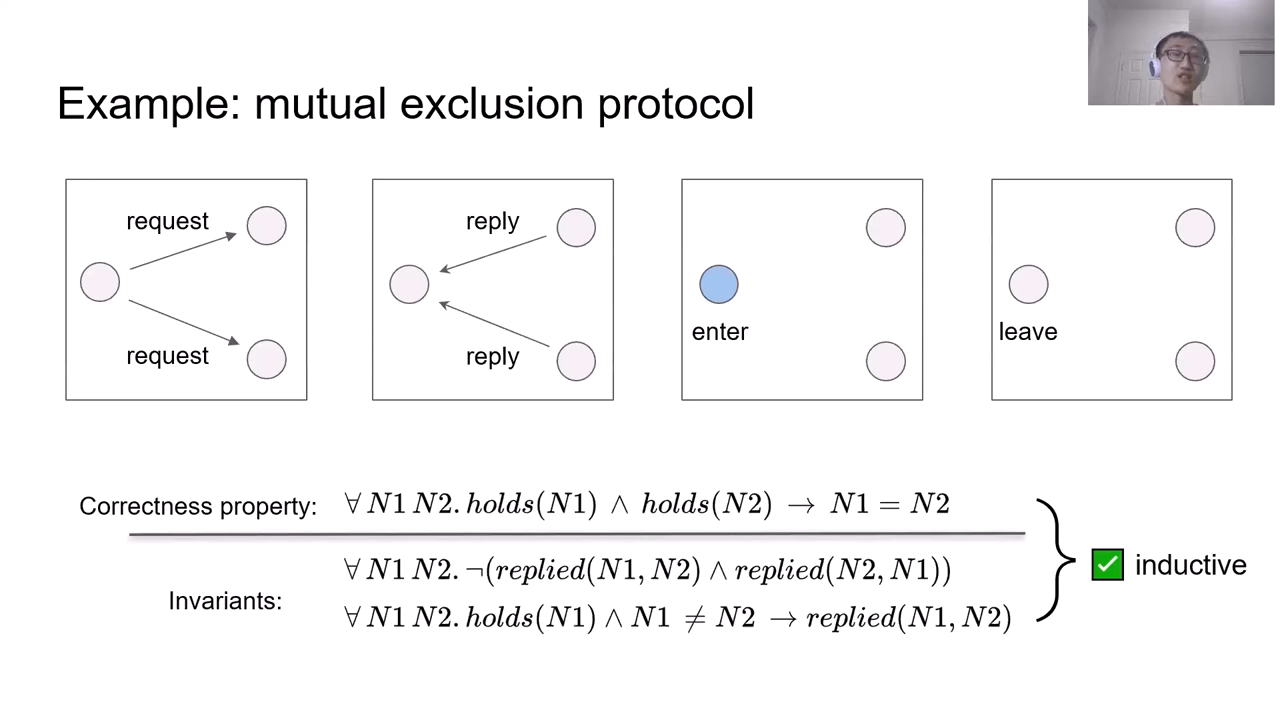 Example: mutual exclusion protocol
request
request
reply
reply
enter
leave
Correctness property: ∀ N1 N2. holds(N1) ∧ holds(N2) → N1 = N2
∀ N1 N2. ¬(replied(N1, N2) ∧ replied(N2, N1))
Invariants:
∀ N1 N2. holds(N1) ∧ N1 ≠ N2 → replied(N1, N2)
inductive